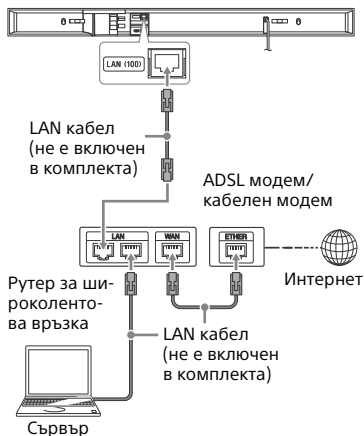 LAN (100)
LAN кабел
(не е включен
в комплекта)
ADSL модем/
кабелен модем
LAN
WAN
ETHER
Интернет
Рутер за ши-
роколенто-
ва връзка
LAN кабел
(не е включен
в комплекта)
Сървър